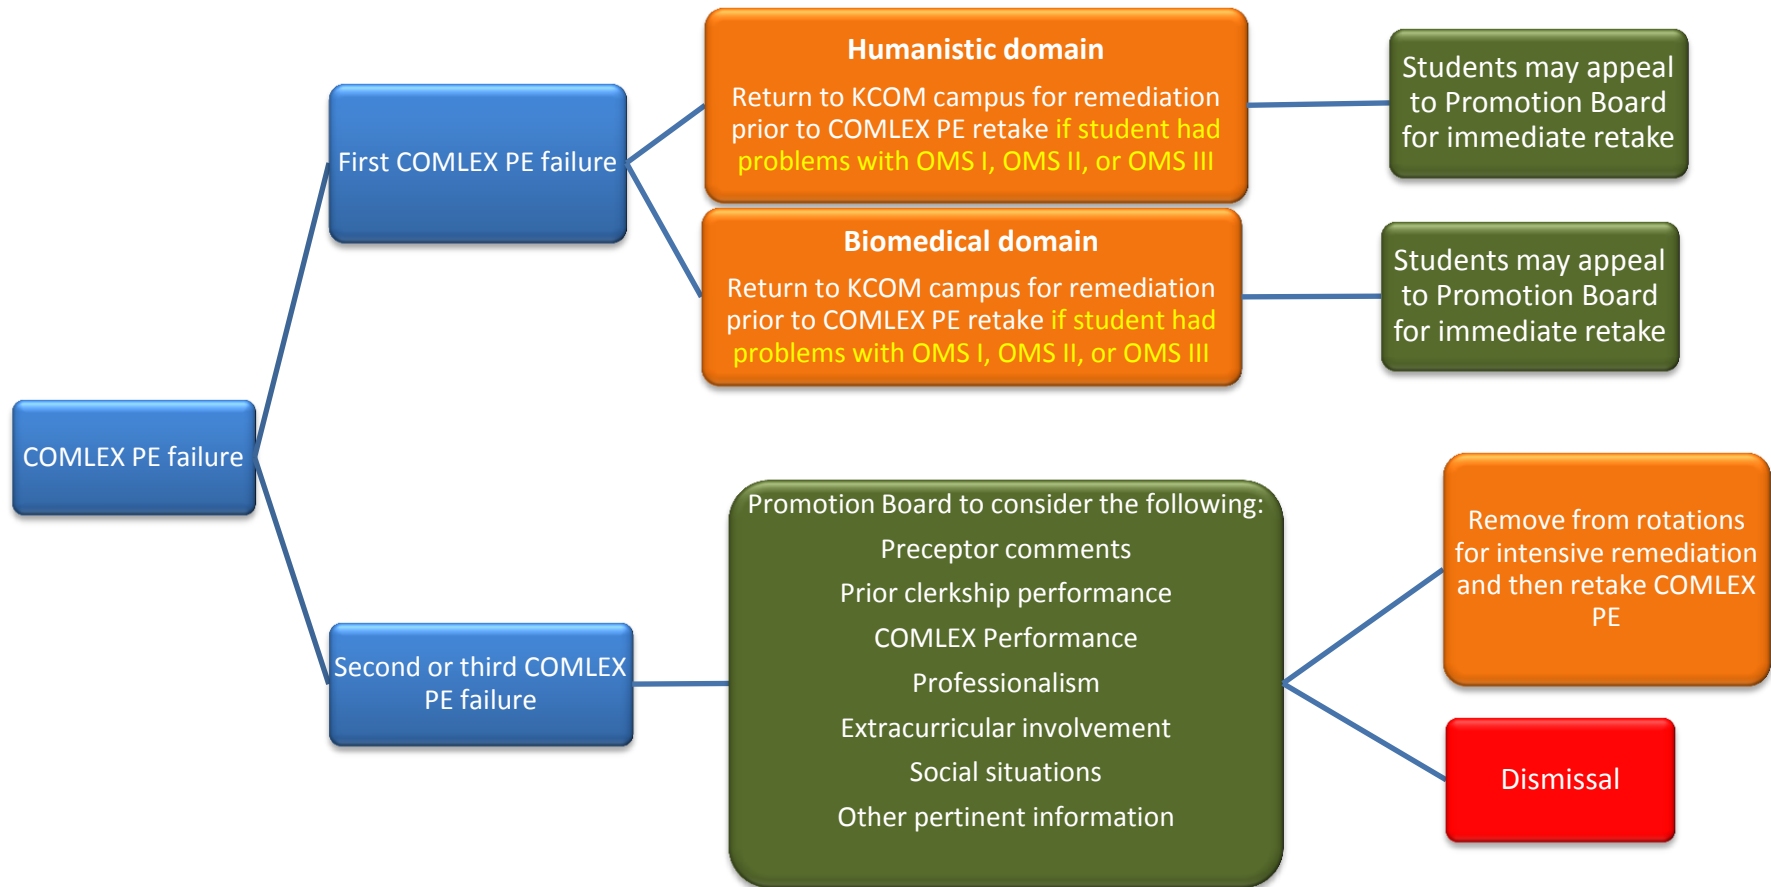 COMLEX PE failure
First COMLEX PE failure
Humanistic domain
Return to KCOM campus for remediation
prior to COMLEX PE retake if student had
problems with OMS I, OMS II, or OMS III
Students may appeal
to Promotion Board
for immediate retake
Biomedical domain
Return to KCOM campus for remediation
prior to COMLEX PE retake if student had
problems with OMS I, OMS II, or OMS III
Students may appeal
to Promotion Board
for immediate retake
Second or third COMLEX
PE failure
Promotion Board to consider the following:
Preceptor comments
Prior clerkship performance
COMLEX Performance
Professionalism
Extracurricular involvement
Social situations
Other pertinent information
Remove from rotations
for intensive remediation
and then retake COMLEX
PE
Dismissal